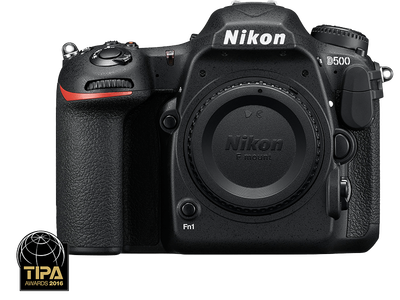 Nikon
D500
Nikon
F mount
Fn1
TIPA
AWARDS 2016